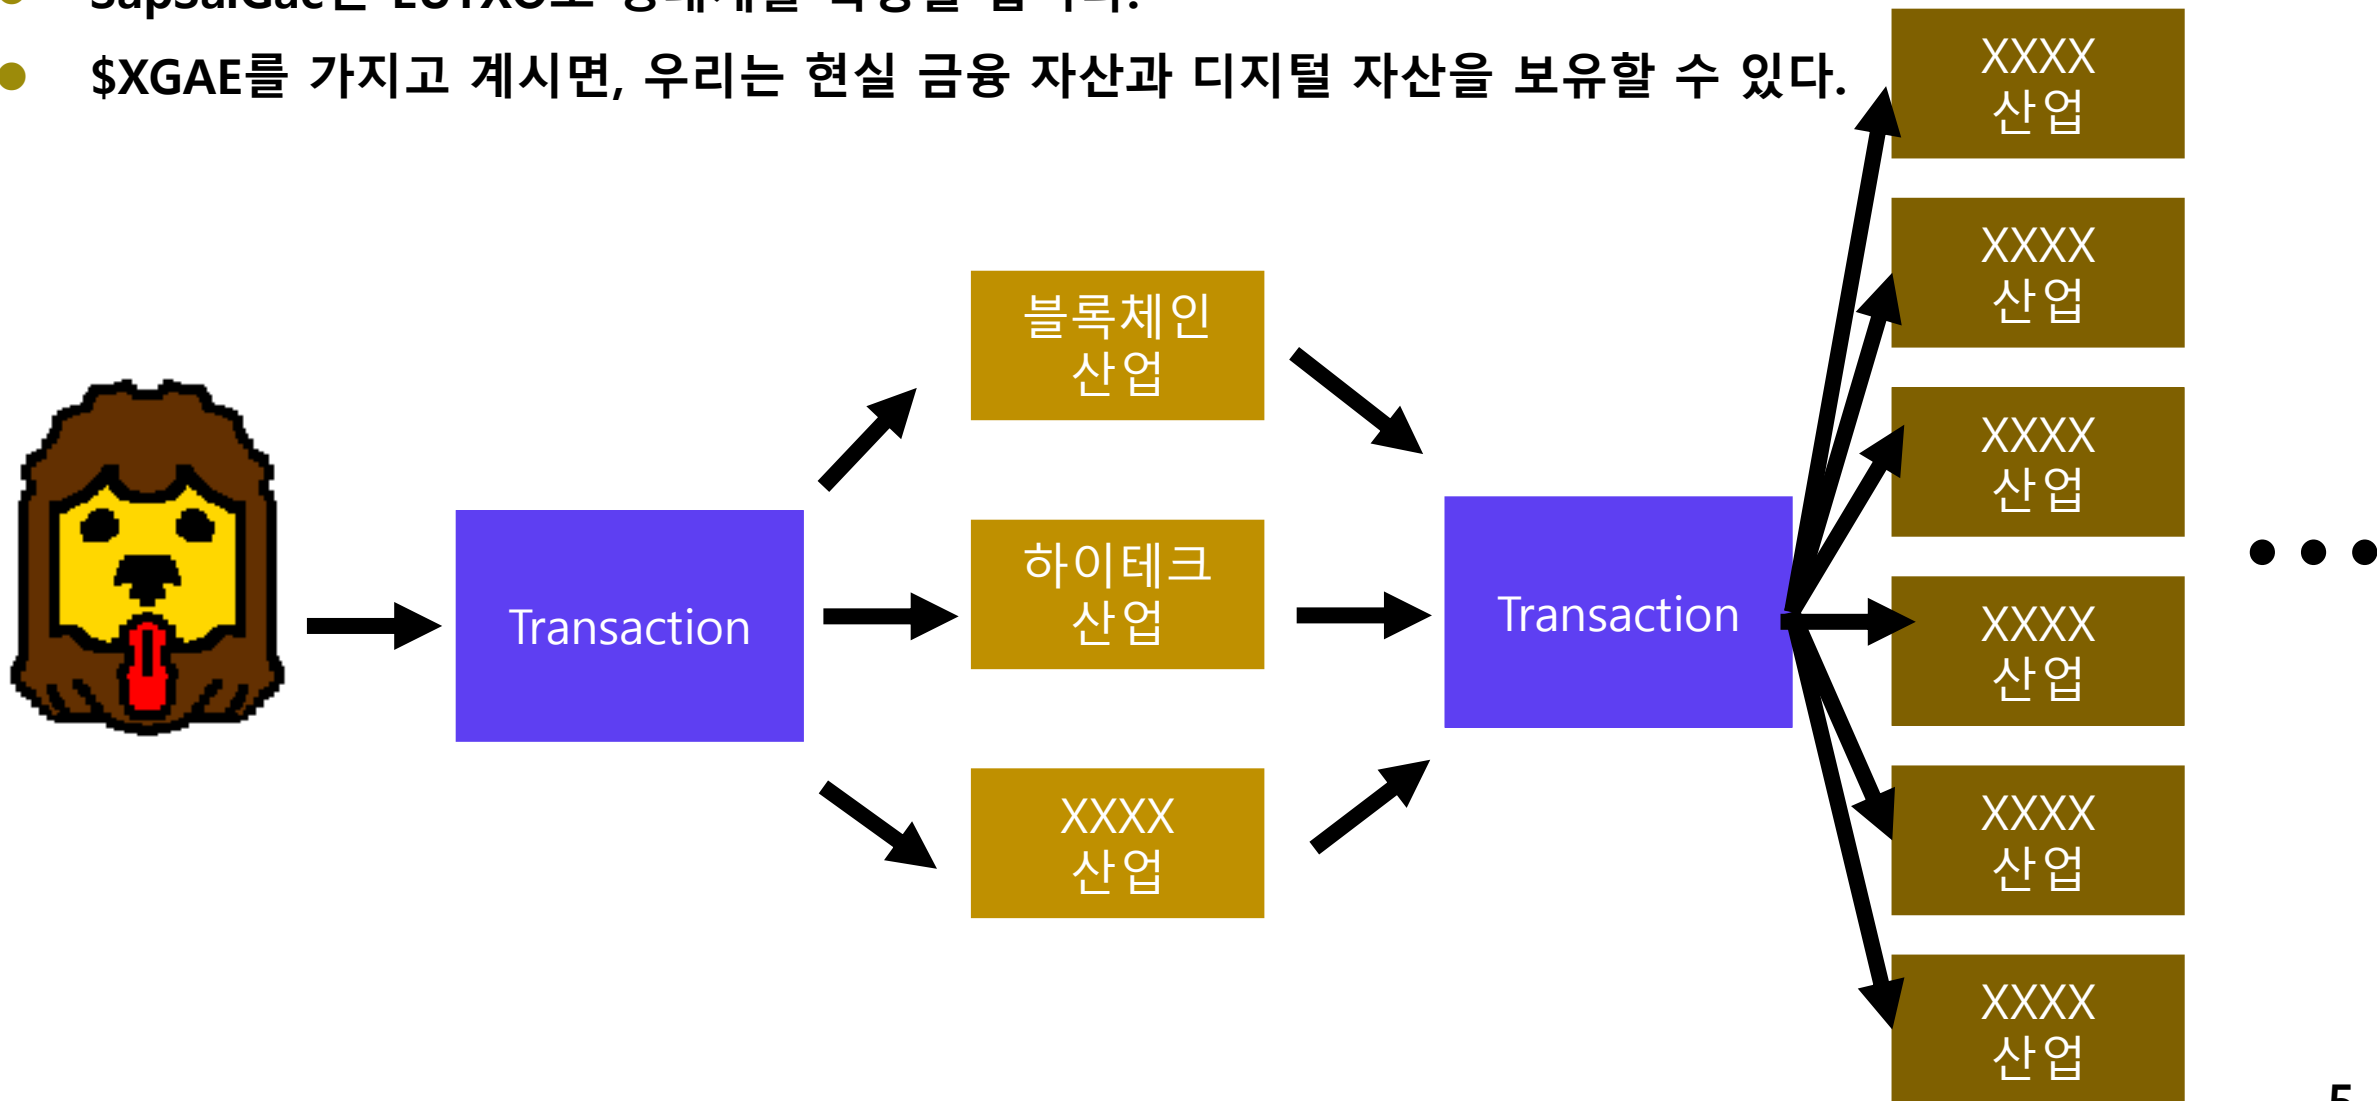 $XGAE를 가지고 계시면, 우리는 현실 금융 자산과 디지털 자산을 보유할 수 있다.
Transaction
블록체인
산업
하이테크
산업
XXXX
산업
Transaction
XXXX
산업
XXXX
산업
XXXX
산업
XXXX
산업
XXXX
산업
XXXX
산업